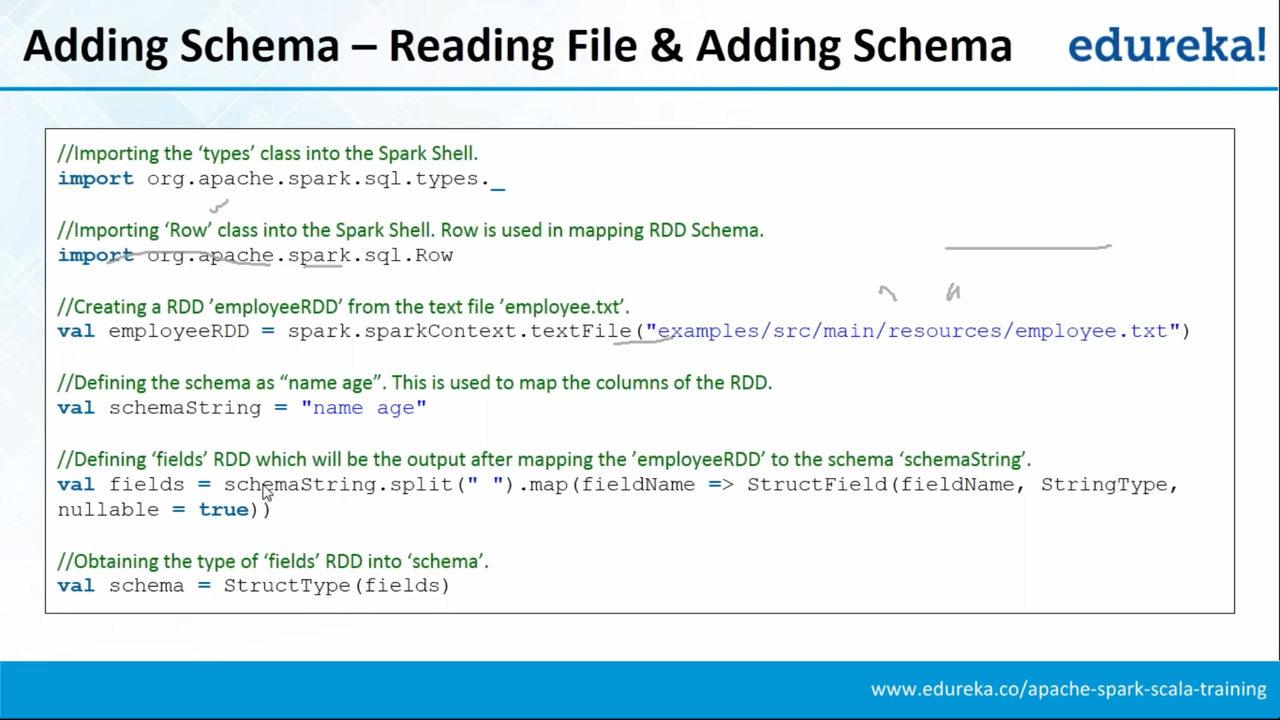 Adding Schema – Reading File & Adding Schema
edureka!
//Importing the ‘types’ class into the Spark Shell.
import org.apache.spark.sql.types._
//Importing ‘Row’ class into the Spark Shell. Row is used in mapping RDD Schema.
import org.apache.spark.sql.Row
//Creating a RDD ’employeeRDD’ from the text file ’employee.txt’.
val employeeRDD = spark.sparkContext.textFile("examples/src/main/resources/employee.txt")
//Defining the schema as “name age”. This is used to map the columns of the RDD.
val schemaString = "name age"
//Defining ‘fields’ RDD which will be the output after mapping the ’employeeRDD’ to the schema ‘schemaString’.
val fields = schemaString.split(" ").map(fieldName => StructField(fieldName, StringType,
nullable = true))
//Obtaining the type of ‘fields’ RDD into ‘schema’.
val schema = StructType(fields)
www.edureka.co/apache-spark-scala-training